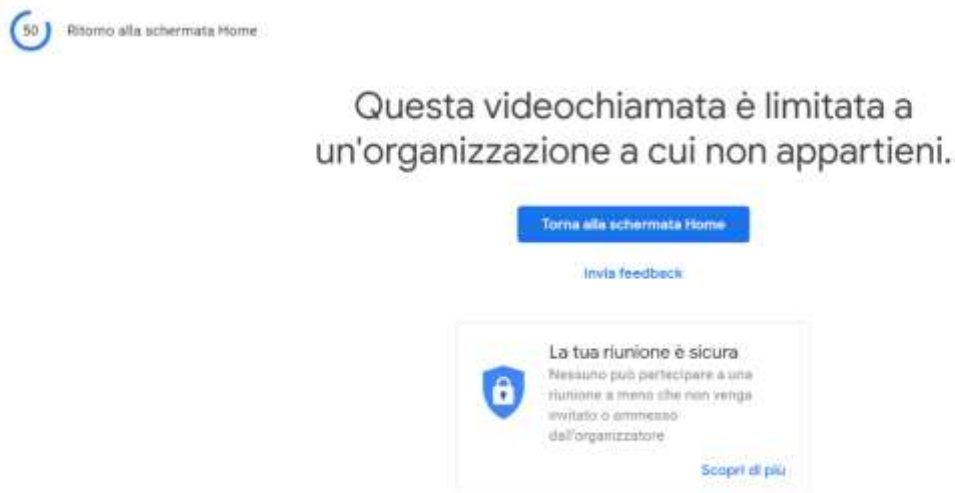 50
Ritorno alla schermata Home
Questa videochiamata è limitata a
un'organizzazione a cui non appartieni.
Torna alla schermata Home
Invia feedback
La tua riunione è sicura
Nessuno può partecipare a una
riunione a meno che non venga
invitato o ammesso
dall'organizzatore
Scopri di più